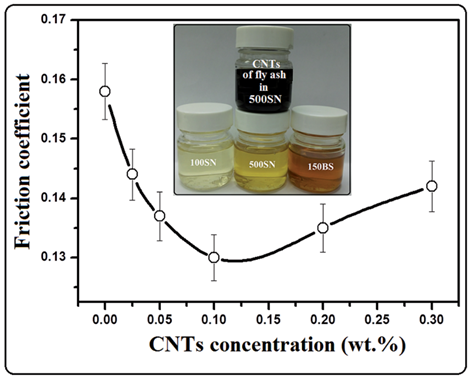 0.17
0.16
0.15
0.14
0.13
Friction coefficient
CNTs
of fly ash
in
500SN
100SN
500SN
150BS
0.00 0.05 0.10 0.15 0.20 0.25 0.30
CNTs concentration (wt.%)